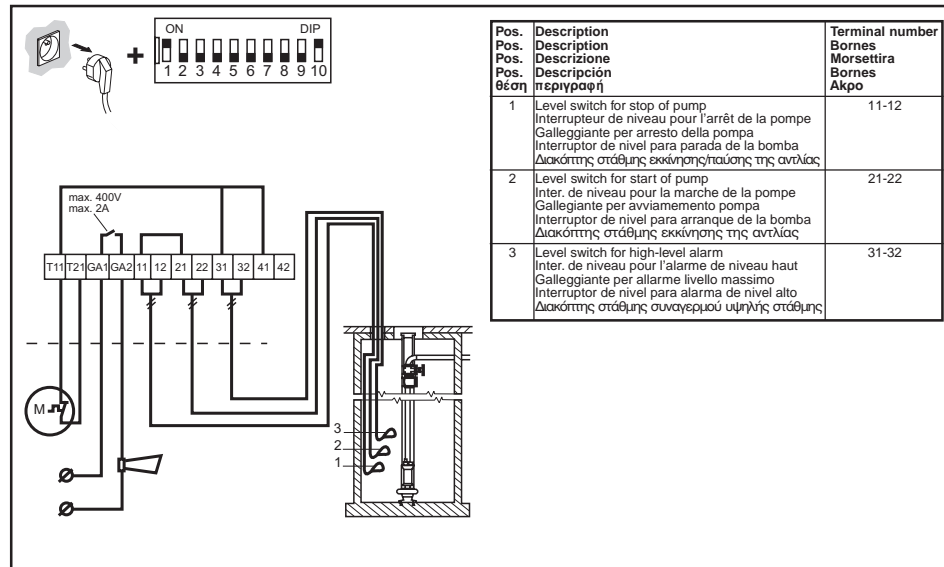 ON DIP
1 2 3 4 5 6 7 8 9 10
max. 400V
max. 2A
T11 T21 GA1 GA2 11 12 21 22 31 32 41 42
M
3
2
1
Pos. Description Terminal number
Pos. Description Bornes
Pos. Descrizione Morsettira
Pos. Descripción Bornes
θέση περιγραφή Ακρο
1 Level switch for stop of pump 11-12
Interrupteur de niveau pour l'arrêt de la pompe
Galleggiante per arresto della pompa
Interruptor de nivel para parada de la bomba
Διακόπτης στάθμης εκκίνησης/παύσης της αντλίας
2 Level switch for start of pump 21-22
Inter. de niveau pour la marche de la pompe
Gallegiante per avviamemento pompa
Interruptor de nivel para arranque de la bomba
Διακόπτης στάθμης εκκίνησης της αντλίας
3 Level switch for high-level alarm 31-32
Inter. de niveau pour l'alarme de niveau haut
Galleggiante per allarme livello massimo
Interruptor de nivel para alarma de nivel alto
Διακόπτης στάθμης συναγερμού υψηλής στάθμης